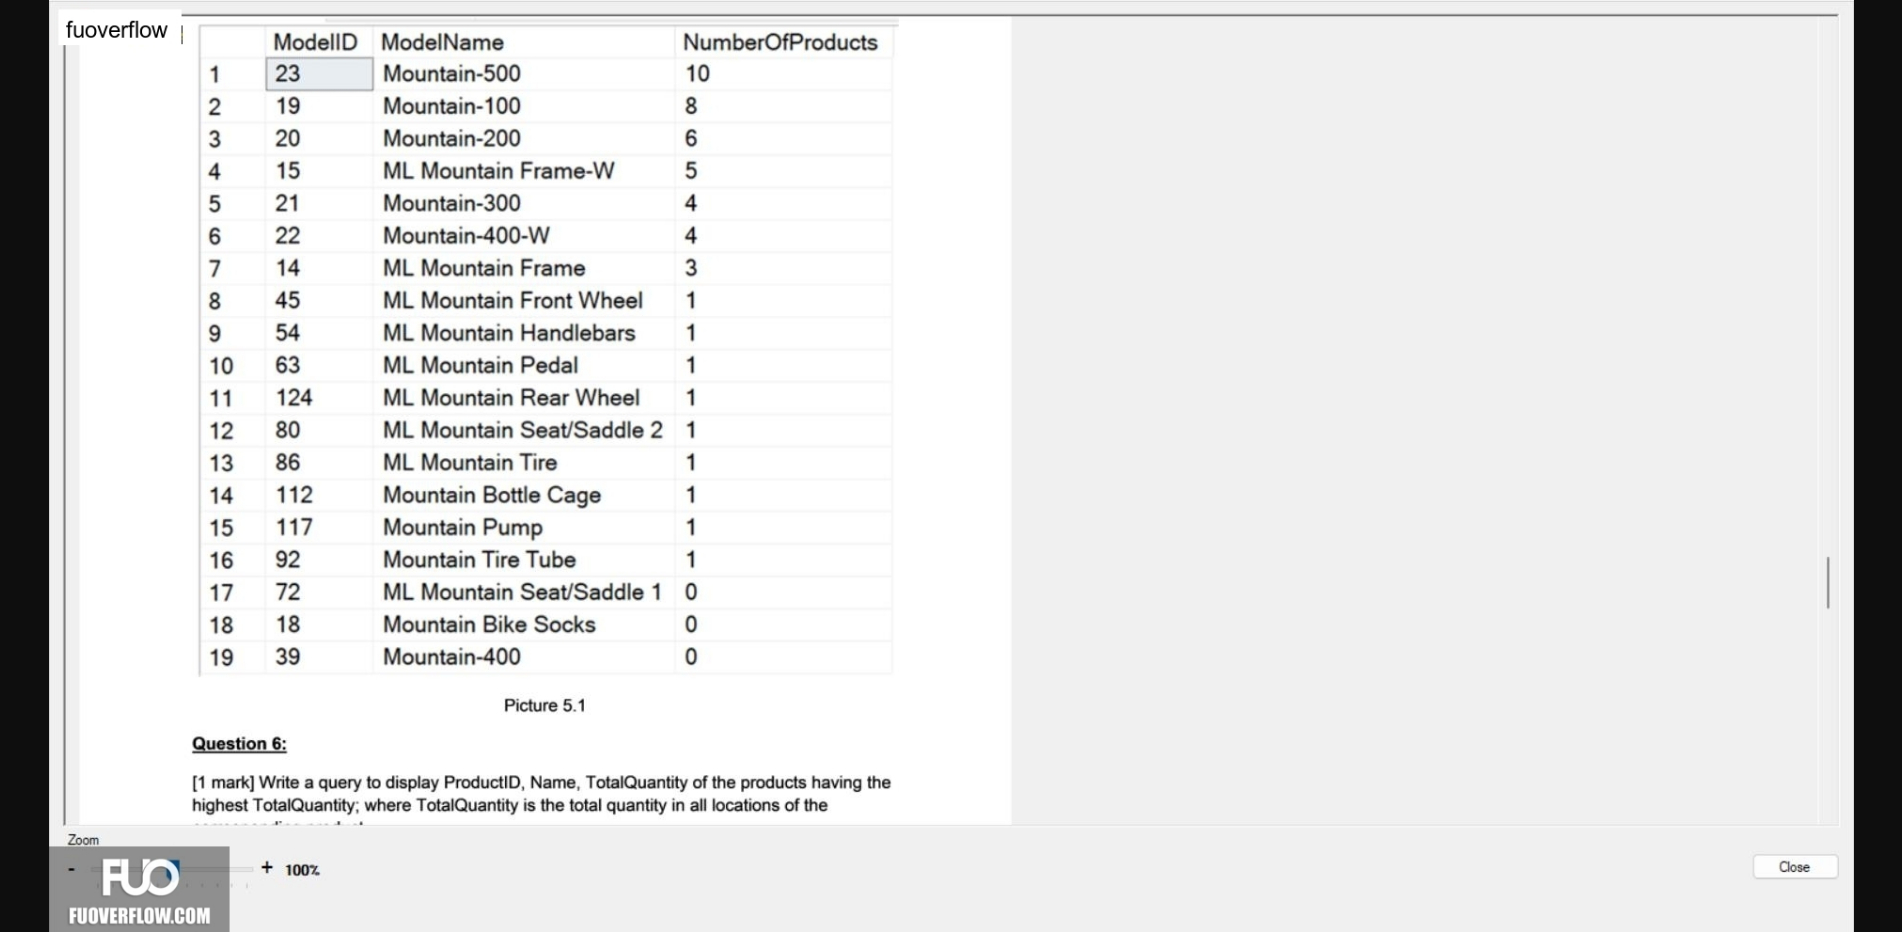 fuoverflow
ModelID ModelName NumberOfProducts
1 23 Mountain-500 10
2 19 Mountain-100 8
3 20 Mountain-200 6
4 15 ML Mountain Frame-W 5
5 21 Mountain-300 4
6 22 Mountain-400-W 4
7 14 ML Mountain Frame 3
8 45 ML Mountain Front Wheel 1
9 54 ML Mountain Handlebars 1
10 63 ML Mountain Pedal 1
11 124 ML Mountain Rear Wheel 1
12 80 ML Mountain Seat/Saddle 2 1
13 86 ML Mountain Tire 1
14 112 Mountain Bottle Cage 1
15 117 Mountain Pump 1
16 92 Mountain Tire Tube 1
17 72 ML Mountain Seat/Saddle 1 0
18 18 Mountain Bike Socks 0
19 39 Mountain-400 0
Picture 5.1
Question 6:
[1 mark] Write a query to display ProductID, Name, TotalQuantity of the products having the
highest TotalQuantity; where TotalQuantity is the total quantity in all locations of the
Zoom
- + 100%
Close
FUO
FUOVERFLOW.COM